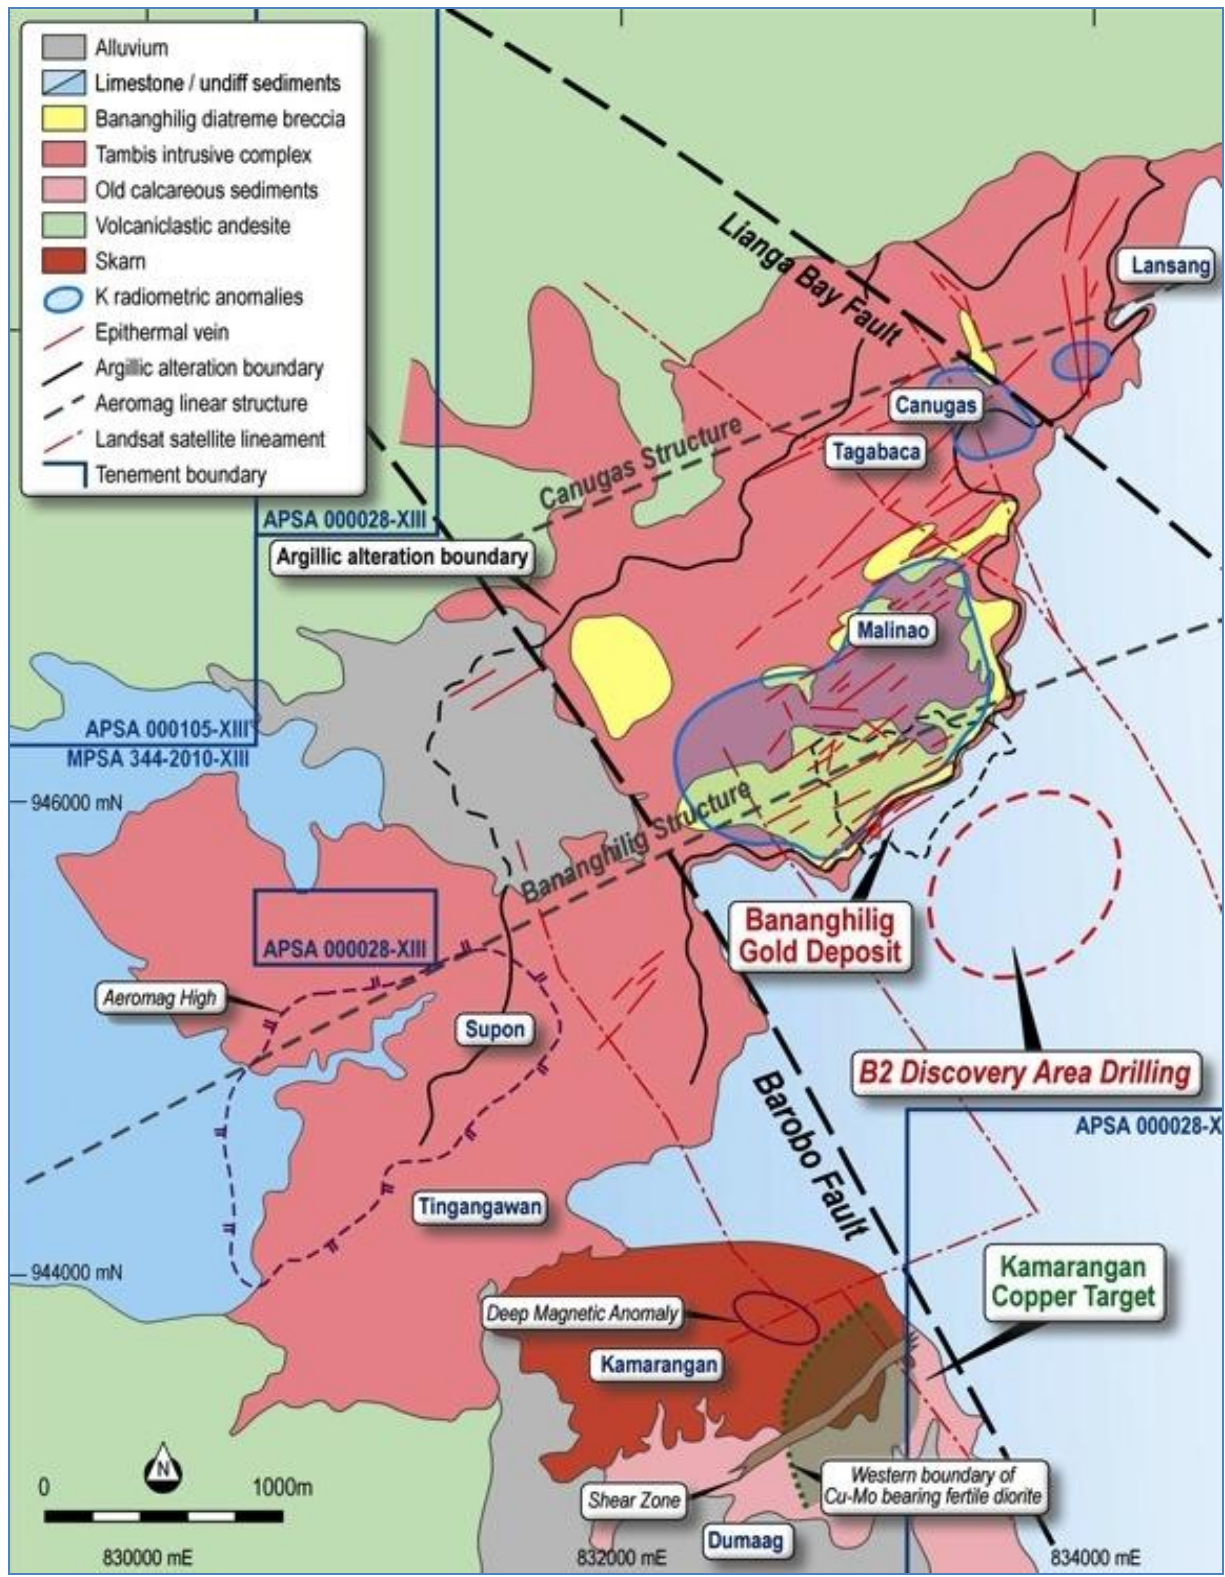 Alluvium
Limestone / undiff sediments
Bananghilig diatreme breccia
Tambis intrusive complex
Old calcareous sediments
Volcaniclastic andesite
Skarn
K radiometric anomalies
Epithermal vein
Argillic alteration boundary
Aeromag linear structure
Landsat satellite lineament
Tenement boundary
Lianga Bay Fault
Lansang
Canugas
Tagabaca
Canugas Structure
APSA 000028-XIII
Argillic alteration boundary
Malinao
APSA 000105-XIII
MPSA 344-2010-XIII
946000 mN
Bananghilig Structure
Bananghilig
Gold Deposit
APSA 000028-XIII
Aeromag High
Supon
B2 Discovery Area Drilling
Barobo Fault
APSA 000028-X
Tingangawan
944000 mN
Kamarangan
Copper Target
Deep Magnetic Anomaly
Kamarangan
N
0
1000m
Western boundary of
Cu-Mo bearing fertile diorite
Shear Zone
Dumaag
830000 mE
832000 mE
834000 mE